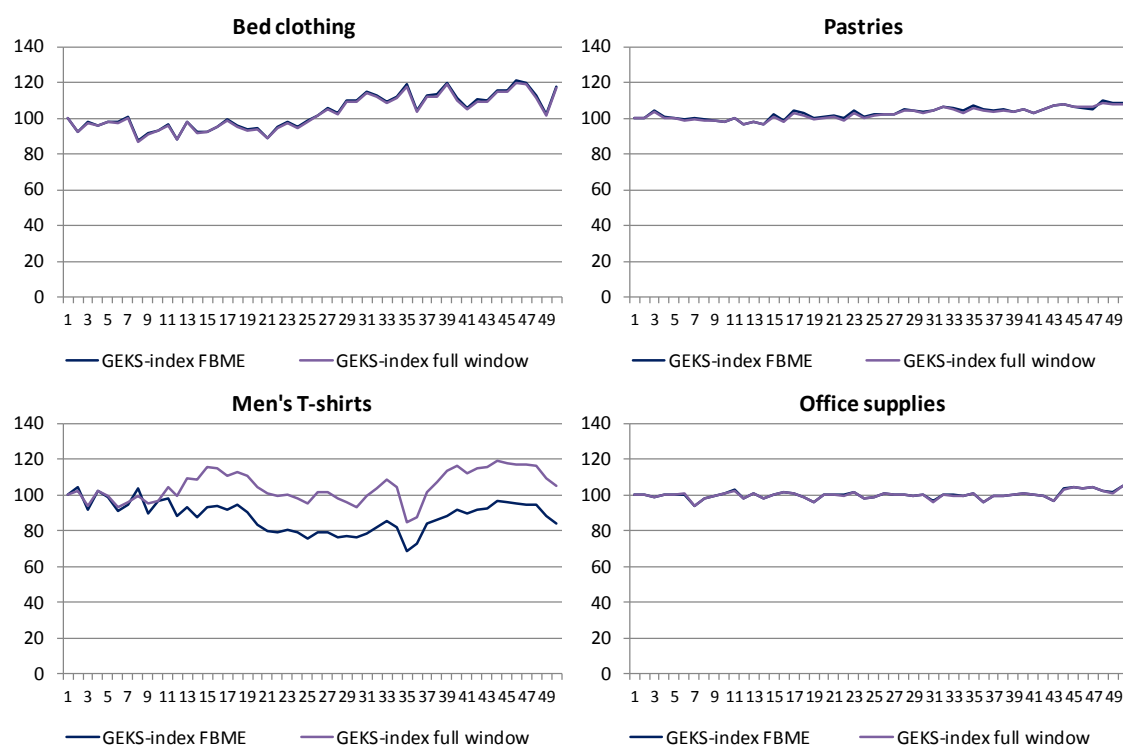 Bed clothing
140
120
100
80
60
40
20
0
1 3 5 7 9 11 13 15 17 19 21 23 25 27 29 31 33 35 37 39 41 43 45 47 49
GEKS-index FBME GEKS-index full window
Pastries
140
120
100
80
60
40
20
0
1 3 5 7 9 11 13 15 17 19 21 23 25 27 29 31 33 35 37 39 41 43 45 47 49
GEKS-index FBME GEKS-index full window
Men's T-shirts
140
120
100
80
60
40
20
0
1 3 5 7 9 11 13 15 17 19 21 23 25 27 29 31 33 35 37 39 41 43 45 47 49
GEKS-index FBME GEKS-index full window
Office supplies
140
120
100
80
60
40
20
0
1 3 5 7 9 11 13 15 17 19 21 23 25 27 29 31 33 35 37 39 41 43 45 47 49
GEKS-index FBME GEKS-index full window